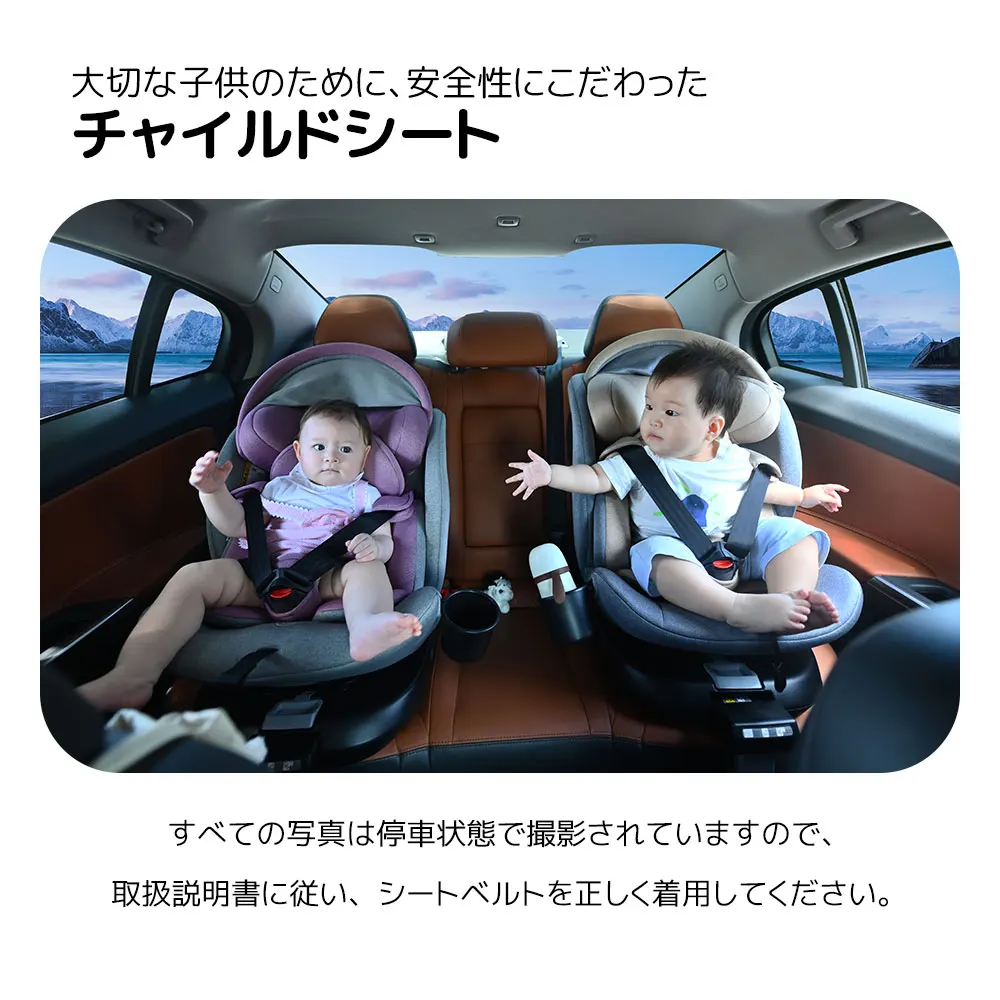 大切な子供のために、安全性にこだわった
チャイルドシート
すべての写真は停車状態で撮影されていますので、
取扱説明書に従い、シートベルトを正しく着用してください。